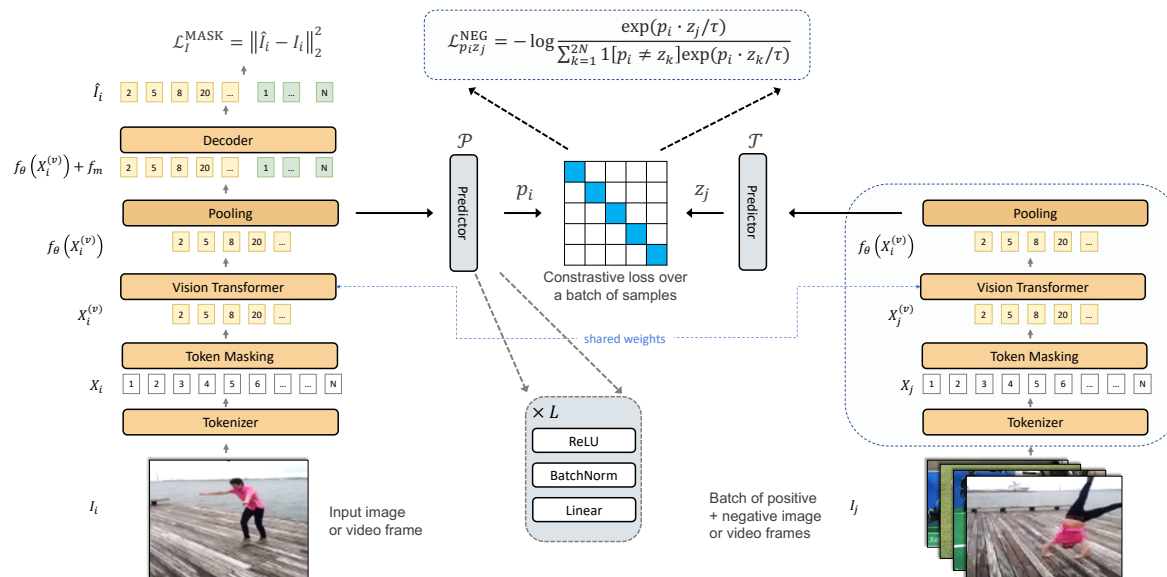 ℒ_I^MASK = ‖Î_i − I_i‖_2^2
ℒ_{p_i z_j}^NEG = − log exp(p_i · z_j/τ) / ∑_{k=1}^{2N} 1[p_i ≠ z_k]exp(p_i · z_k/τ)
Î_i 2 5 8 20 ... 1 ... N
Decoder
f_θ (X_i^(v)) + f_m 2 5 8 20 ... 1 ... N
Pooling
f_θ (X_i^(v)) 2 5 8 20 ...
Vision Transformer
X_i^(v) 2 5 8 20 ...
Token Masking
X_i 1 2 3 4 5 6 ... ... N
Tokenizer
I_i
Input image
or video frame
𝒫
Predictor
p_i
z_j
𝒯
Predictor
Constrastive loss over
a batch of samples
shared weights
× L
ReLU
BatchNorm
Linear
Pooling
f_θ (X_i^(v)) 2 5 8 20 ...
Vision Transformer
X_j^(v) 2 5 8 20 ...
Token Masking
X_j 1 2 3 4 5 6 ... ... N
Tokenizer
Batch of positive
+ negative image
or video frames
I_j